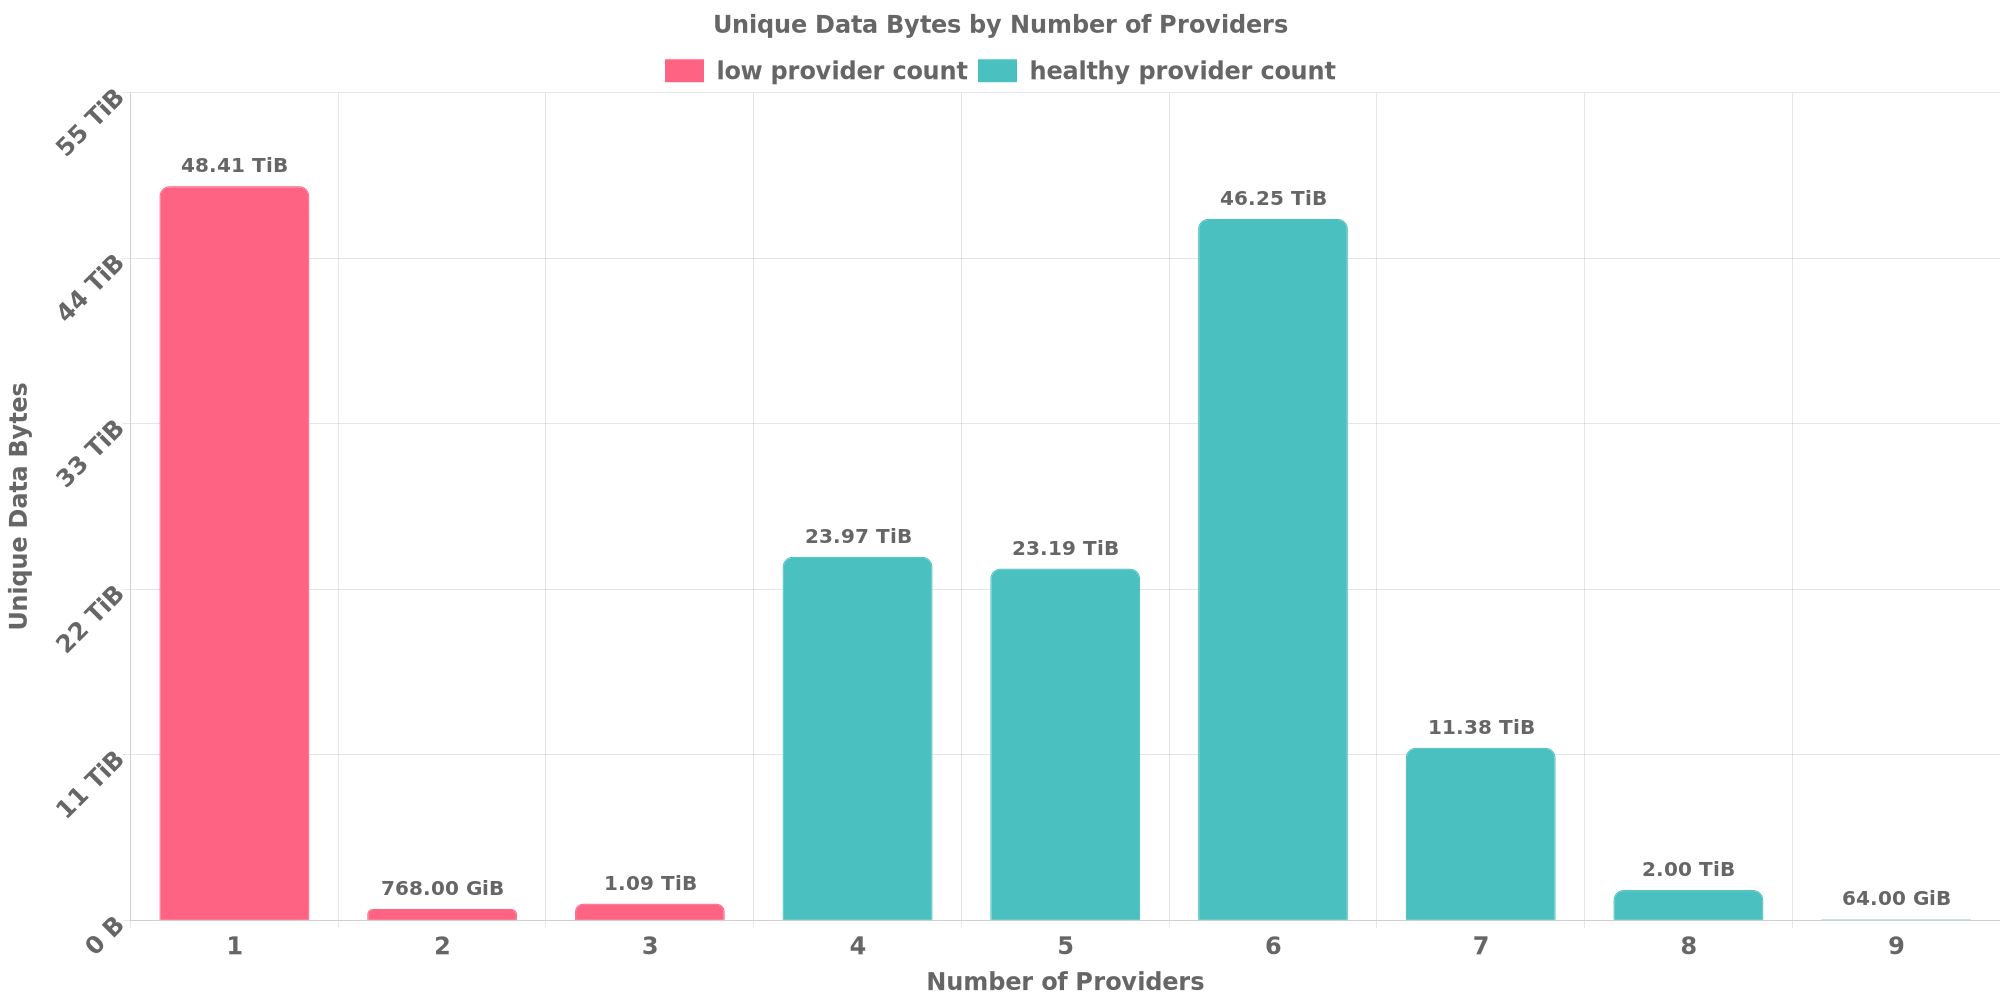 Unique Data Bytes by Number of Providers
low provider count healthy provider count
55 TiB
44 TiB
33 TiB
22 TiB
11 TiB
0 B
Unique Data Bytes
48.41 TiB
768.00 GiB
1.09 TiB
23.97 TiB
23.19 TiB
46.25 TiB
11.38 TiB
2.00 TiB
64.00 GiB
1 2 3 4 5 6 7 8 9
Number of Providers